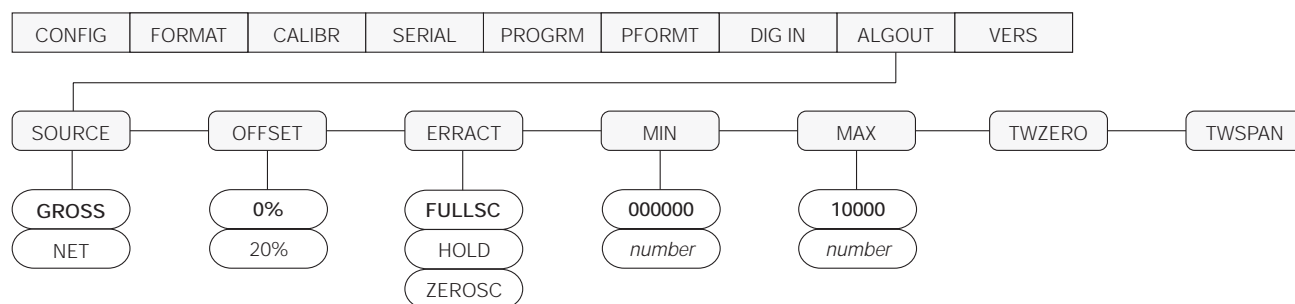 CONFIG FORMAT CALIBR SERIAL PROGRM PFORMT DIG IN ALGOUT VERS
SOURCE OFFSET ERRACT MIN MAX TWZERO TWSPAN
GROSS 0% FULLSC 000000 10000
NET 20% HOLD number number
ZEROSC